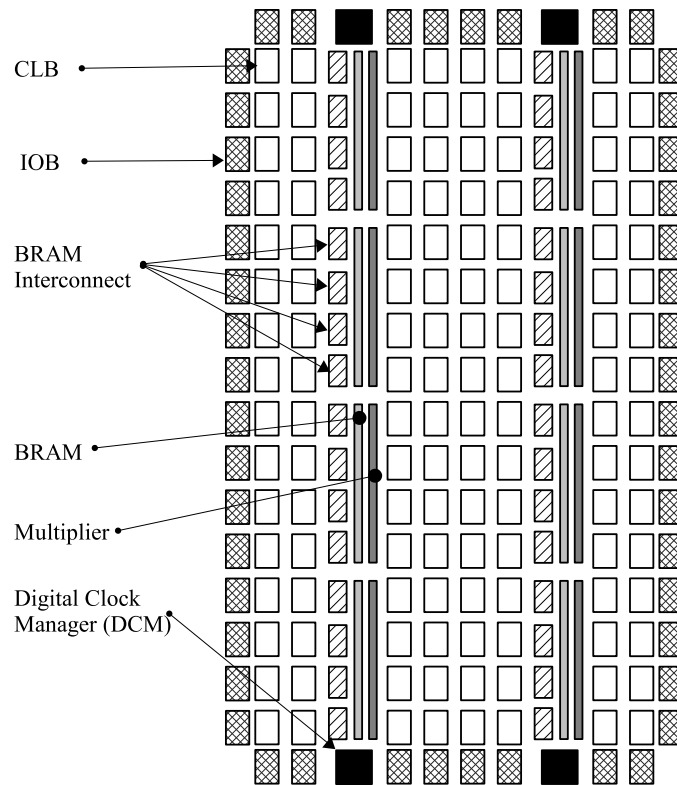 CLB
IOB
BRAM
Interconnect
BRAM
Multiplier
Digital Clock
Manager (DCM)